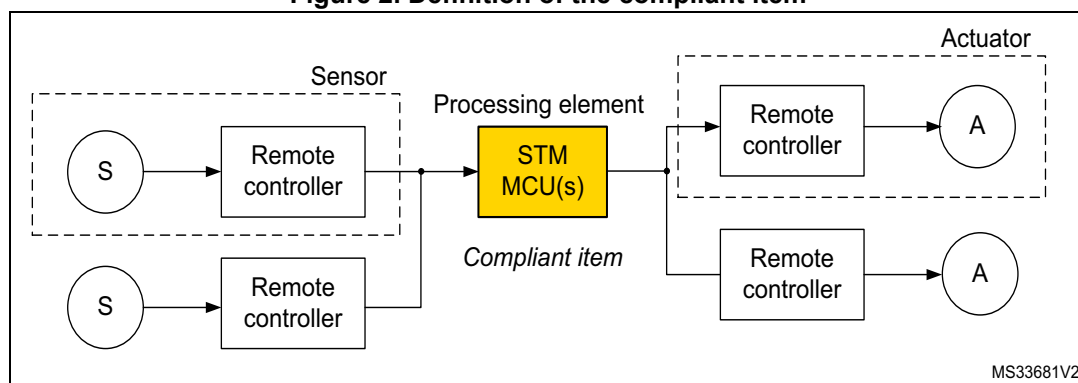 Figure 2. Definition of the compliant item
Actuator
Sensor
Processing element
S
Remote
controller
STM
MCU(s)
Remote
controller
A
Compliant item
S
Remote
controller
Remote
controller
A
MS33681V2